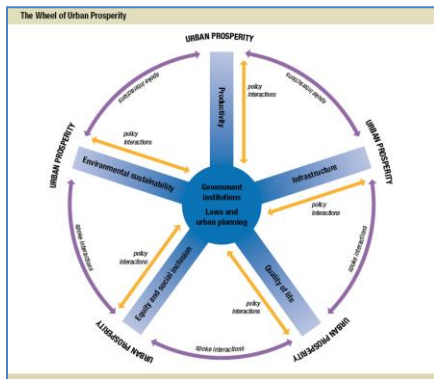 The Wheel of Urban Prosperity
URBAN PROSPERITY
spoke interactions
spoke interactions
Productivity
policy
interactions
policy
interactions
URBAN PROSPERITY
URBAN PROSPERITY
Environmental sustainability
Infrastructure
Government
institutions
Laws and
urban planning
policy
interactions
policy
interactions
spoke interactions
spoke interactions
Equity and social inclusion
Quality of life
policy
interactions
URBAN PROSPERITY
URBAN PROSPERITY
spoke interactions